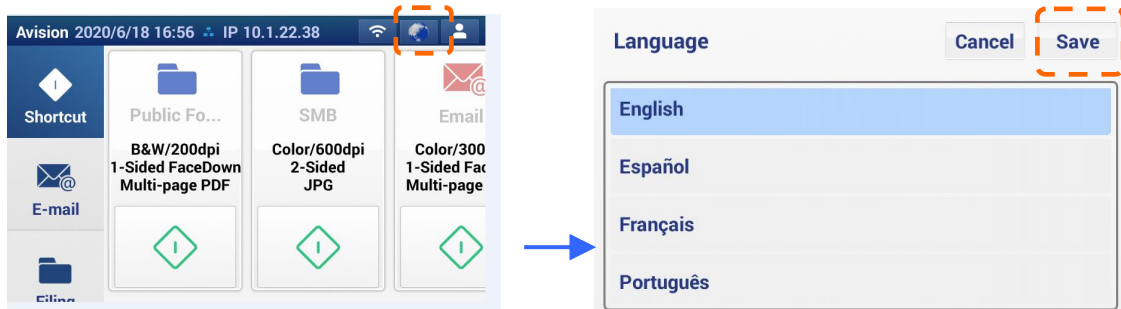 Avision 2020/6/18 16:56 IP 10.1.22.38
Shortcut
E-mail
Filing
Public Fo...
B&W/200dpi
1-Sided FaceDown
Multi-page PDF
SMB
Color/600dpi
2-Sided
JPG
Email
Color/300
1-Sided Fac
Multi-page
Language
Cancel
Save
English
Español
Français
Português